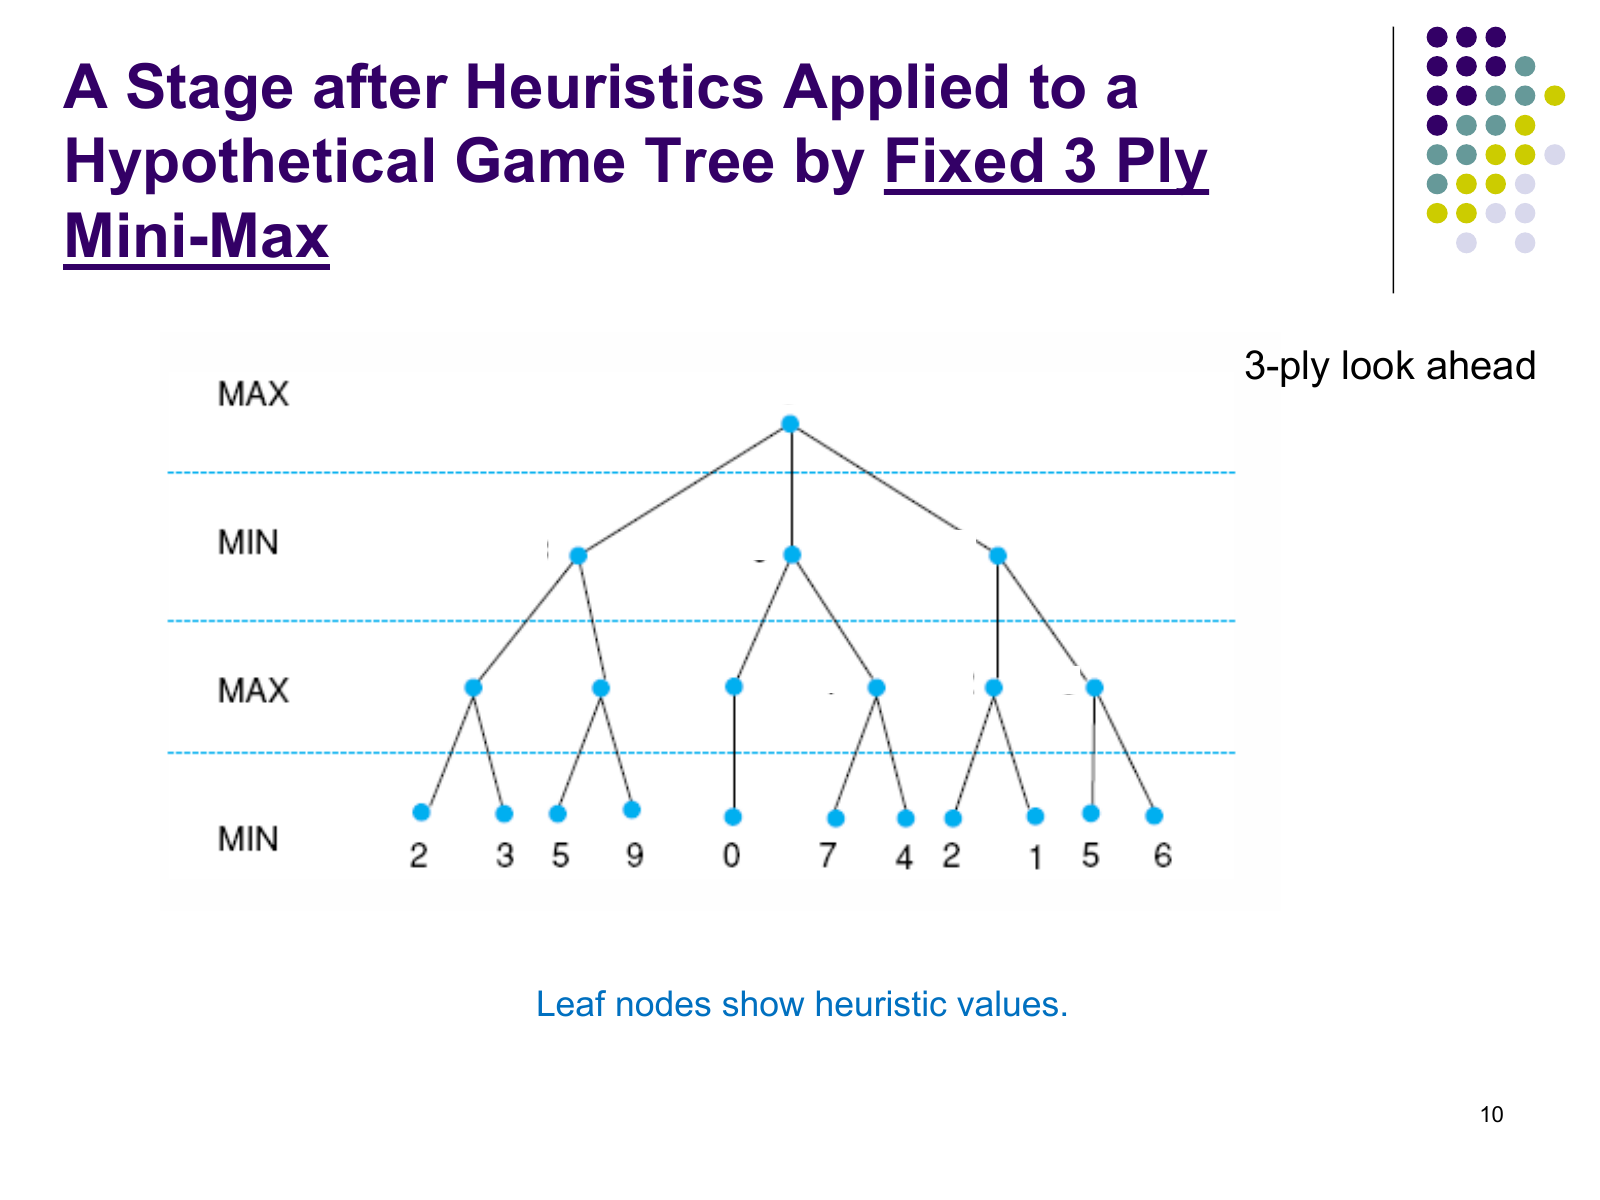 A Stage after Heuristics Applied to a
Hypothetical Game Tree by Fixed 3 Ply
Mini-Max
3-ply look ahead
MAX
MIN
MAX
MIN
2 3 5 9 0 7 4 2 1 5 6
Leaf nodes show heuristic values.
10